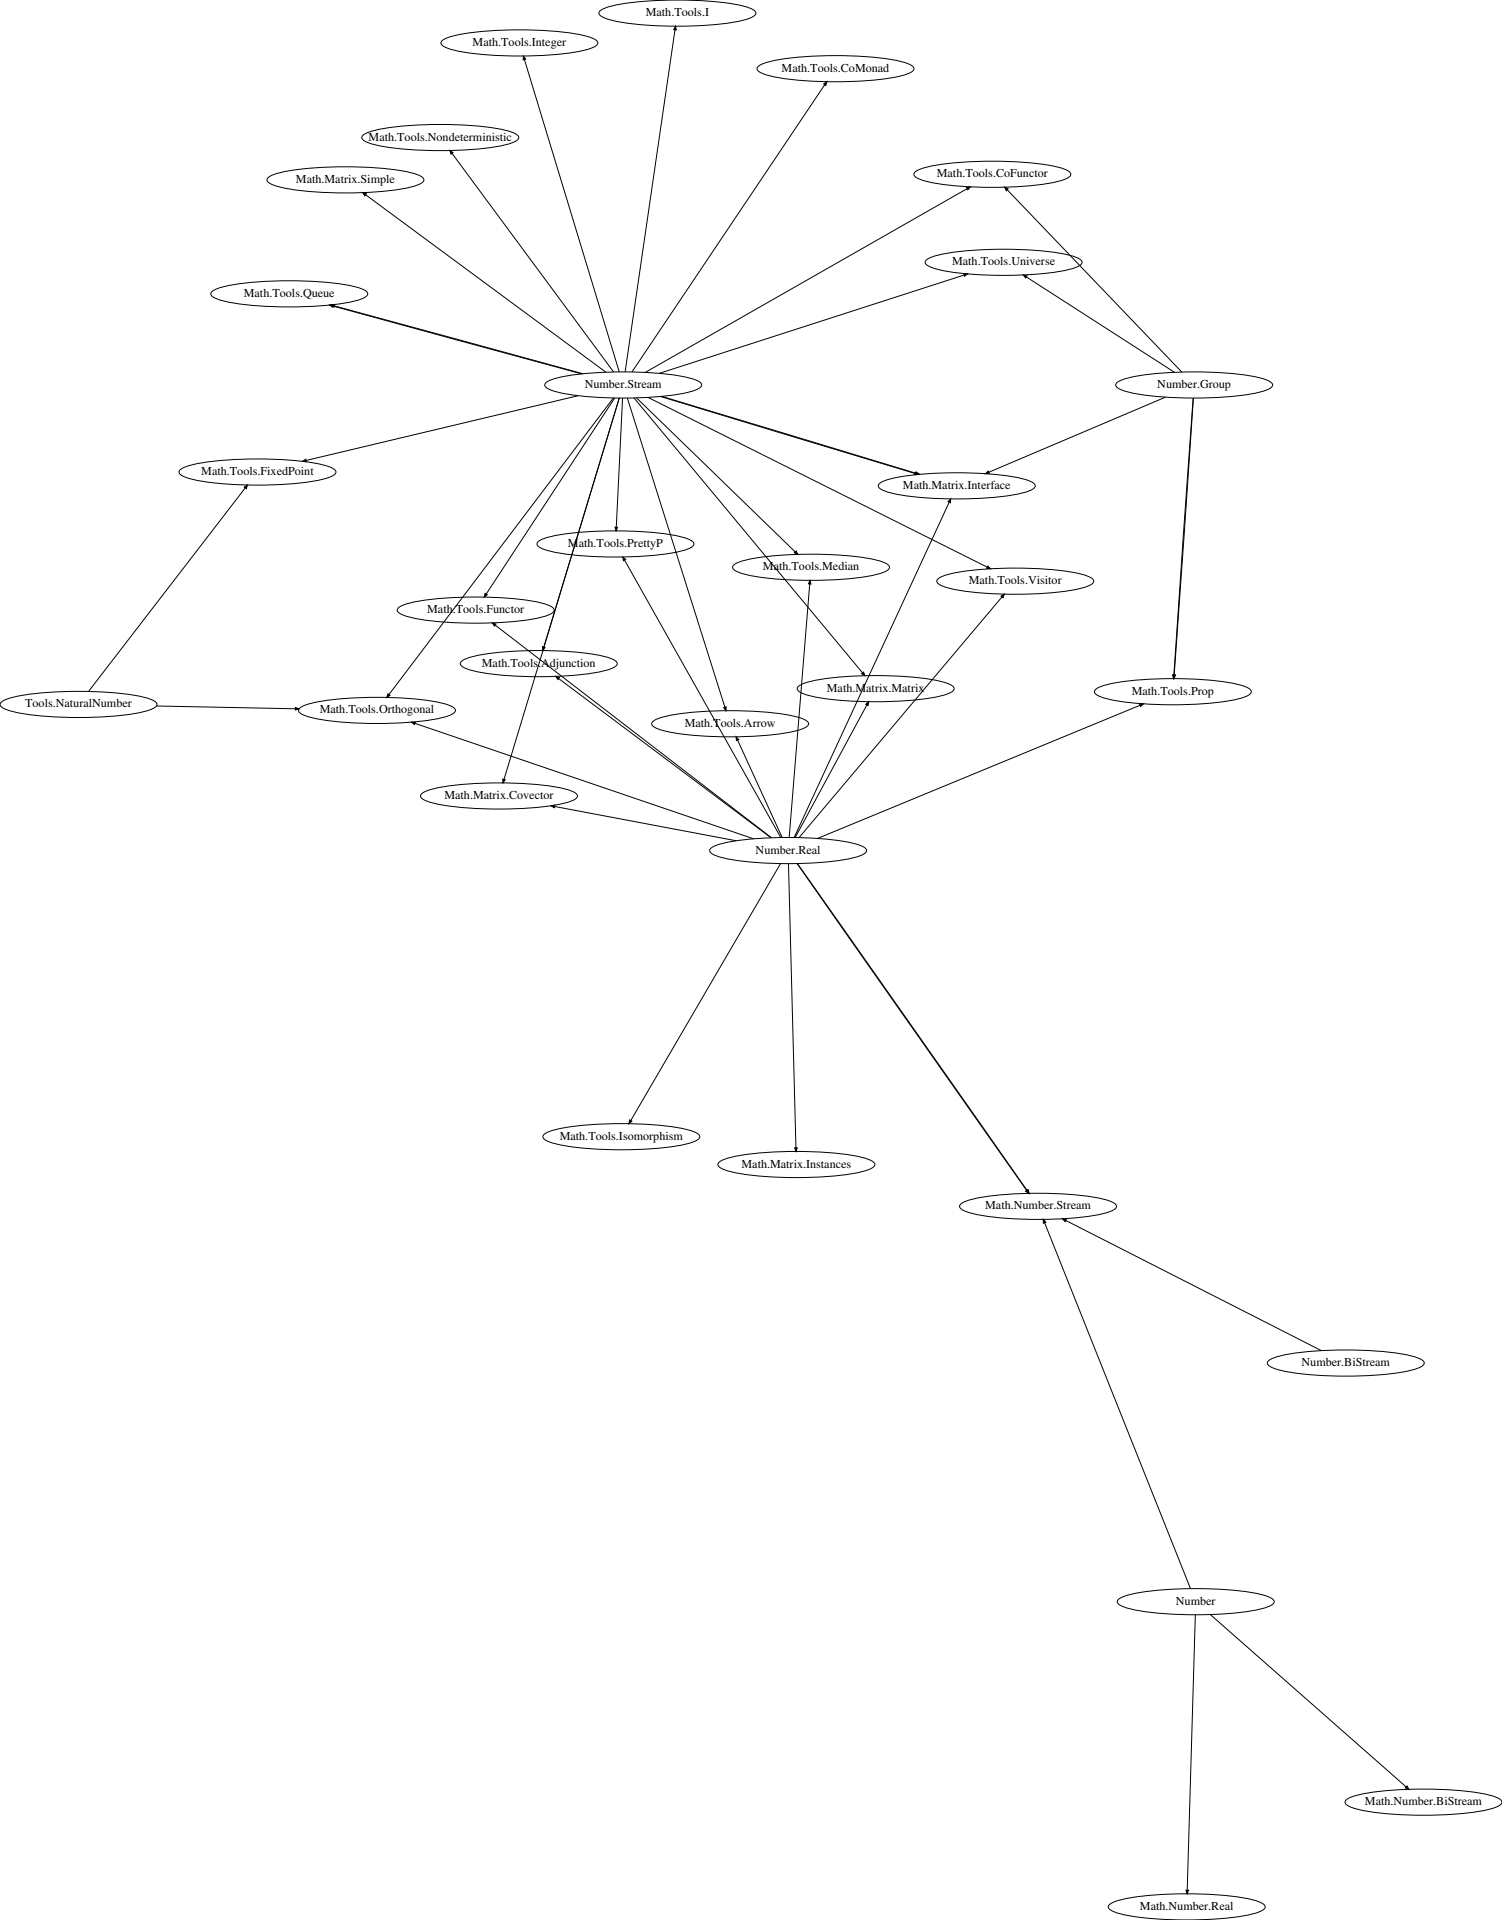 Math.Tools.I
Math.Tools.Integer
Math.Tools.CoMonad
Math.Tools.Nondeterministic
Math.Matrix.Simple
Math.Tools.CoFunctor
Math.Tools.Universe
Math.Tools.Queue
Number.Stream
Number.Group
Math.Tools.FixedPoint
Math.Matrix.Interface
Math.Tools.PrettyP
Math.Tools.Median
Math.Tools.Visitor
Math.Tools.Functor
Math.Tools.Adjunction
Math.Matrix.Matrix
Math.Tools.Prop
Tools.NaturalNumber
Math.Tools.Orthogonal
Math.Tools.Arrow
Math.Matrix.Covector
Number.Real
Math.Tools.Isomorphism
Math.Matrix.Instances
Math.Number.Stream
Number.BiStream
Number
Math.Number.BiStream
Math.Number.Real